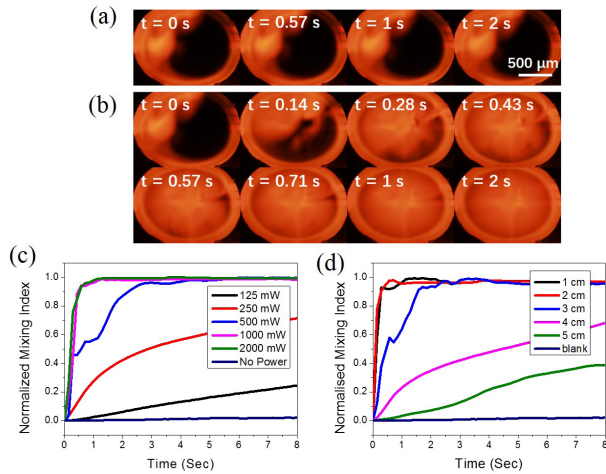 (a)
t = 0 s t = 0.57 s t = 1 s t = 2 s
500 μm
(b)
t = 0 s t = 0.14 s t = 0.28 s t = 0.43 s
t = 0.57 s t = 0.71 s t = 1 s t = 2 s
(c)
Normalized Mixing Index
1.0
0.8
0.6
0.4
0.2
0.0
125 mW
250 mW
500 mW
1000 mW
2000 mW
No Power
0 1 2 3 4 5 6 7 8
Time (Sec)
(d)
Normalised Mixing Index
1.0
0.8
0.6
0.4
0.2
0.0
1 cm
2 cm
3 cm
4 cm
5 cm
blank
0 1 2 3 4 5 6 7 8
Time (Sec)